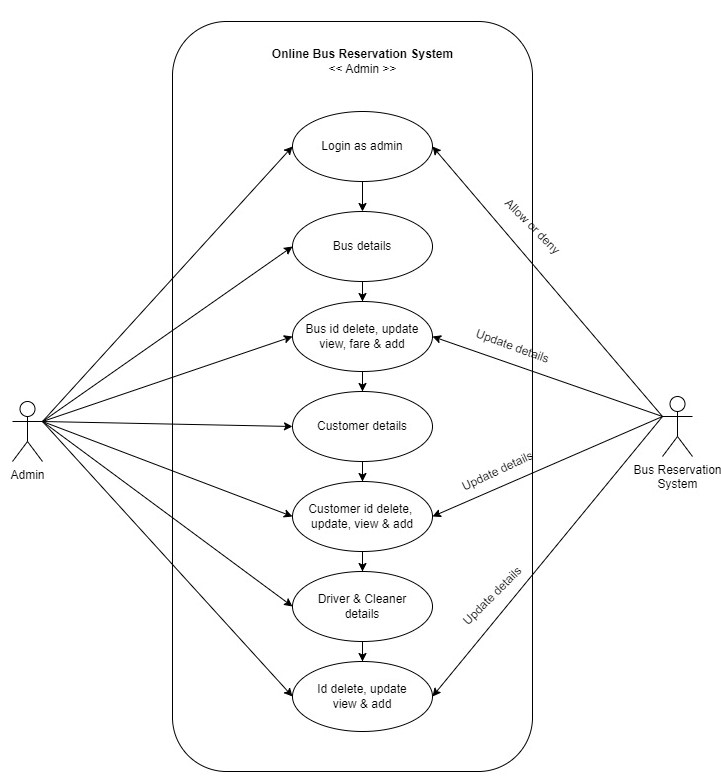 Online Bus Reservation System
<< Admin >>
Login as admin
Allow or deny
Bus details
Bus id delete, update
view, fare & add
Update details
Customer details
Admin
Bus Reservation
System
Update details
Customer id delete,
update, view & add
Driver & Cleaner
details
Update details
Id delete, update
view & add